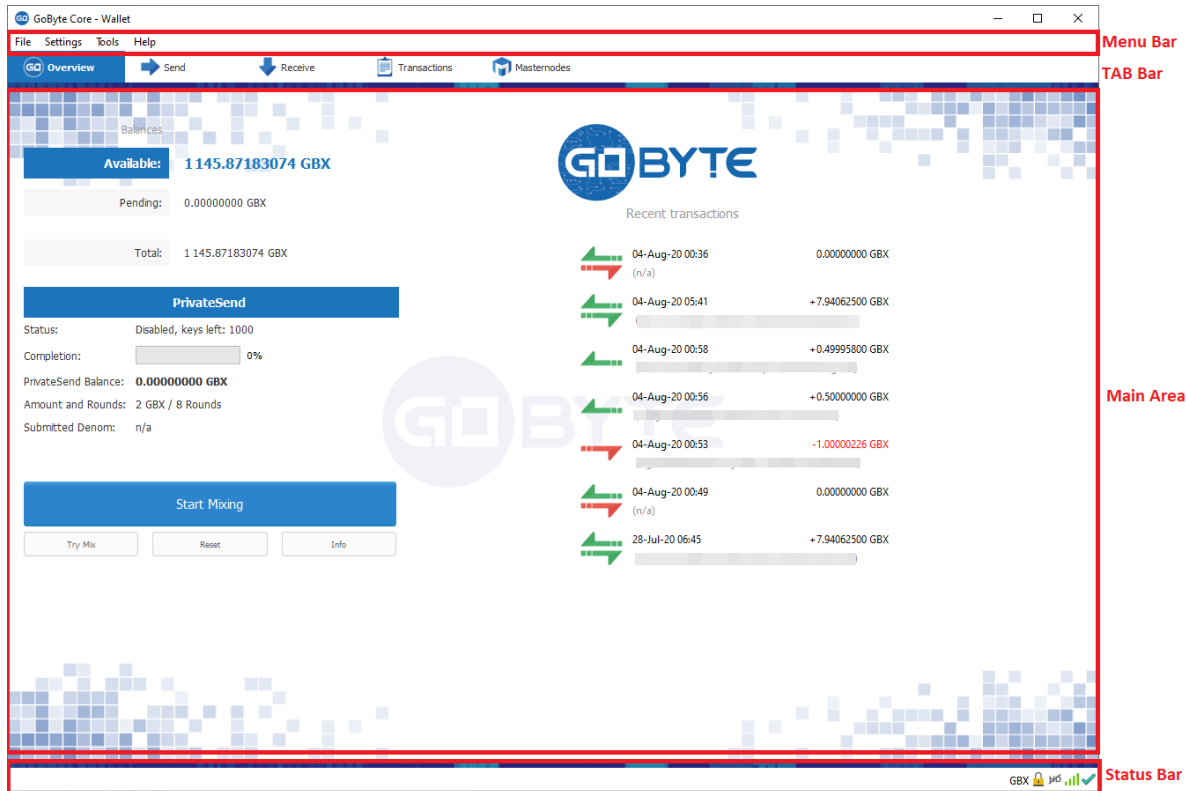 GoByte Core - Wallet
File Settings Tools Help
Menu Bar
GO Overview Send Receive Transactions Masternodes
TAB Bar
Balances
Available: 1 145.87183074 GBX
Pending: 0.00000000 GBX
Total: 1 145.87183074 GBX
PrivateSend
Status: Disabled, keys left: 1000
Completion: 0%
PrivateSend Balance: 0.00000000 GBX
Amount and Rounds: 2 GBX / 8 Rounds
Submitted Denom: n/a
Start Mixing
Try Mix Reset Info
GOBYTE
GOBYTE
Recent transactions
04-Aug-20 00:36 0.00000000 GBX
(n/a)
04-Aug-20 05:41 +7.94062500 GBX
04-Aug-20 00:58 +0.49995800 GBX
04-Aug-20 00:56 +0.50000000 GBX
04-Aug-20 00:53 -1.00000226 GBX
04-Aug-20 00:49 0.00000000 GBX
(n/a)
28-Jul-20 06:45 +7.94062500 GBX
Main Area
GBX HD
Status Bar